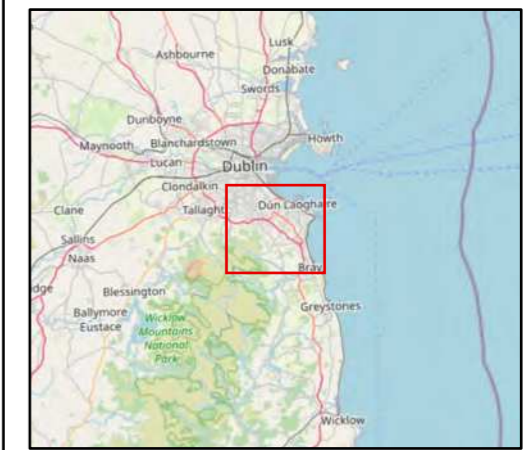 Lusk
Ashbourne
Donabate
Swords
Dunboyne
Howth
Maynooth
Blanchardstown
Lucan
Dublin
Clondalkin
Clane
Tallaght
Dún Laoghaire
Sallins
Naas
Bray
dge
Blessington
Greystones
Ballymore
Eustace
Wicklow
Mountains
National
Park
Wicklow